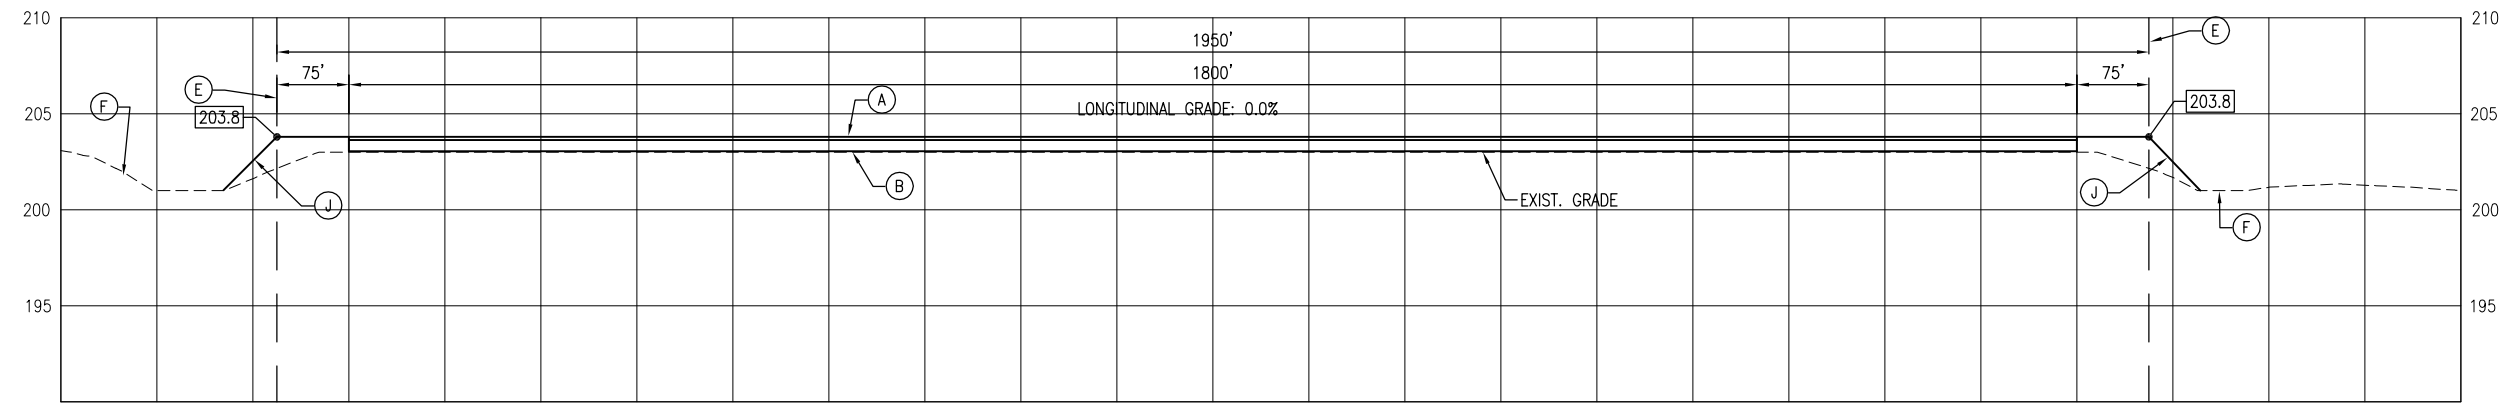 210
210
1950'
E
75'
1800'
75'
E
F
203.8
A
LONGITUDINAL GRADE: 0.0%
203.8
205
205
B
J
EXIST. GRADE
J
200
200
F
195
195